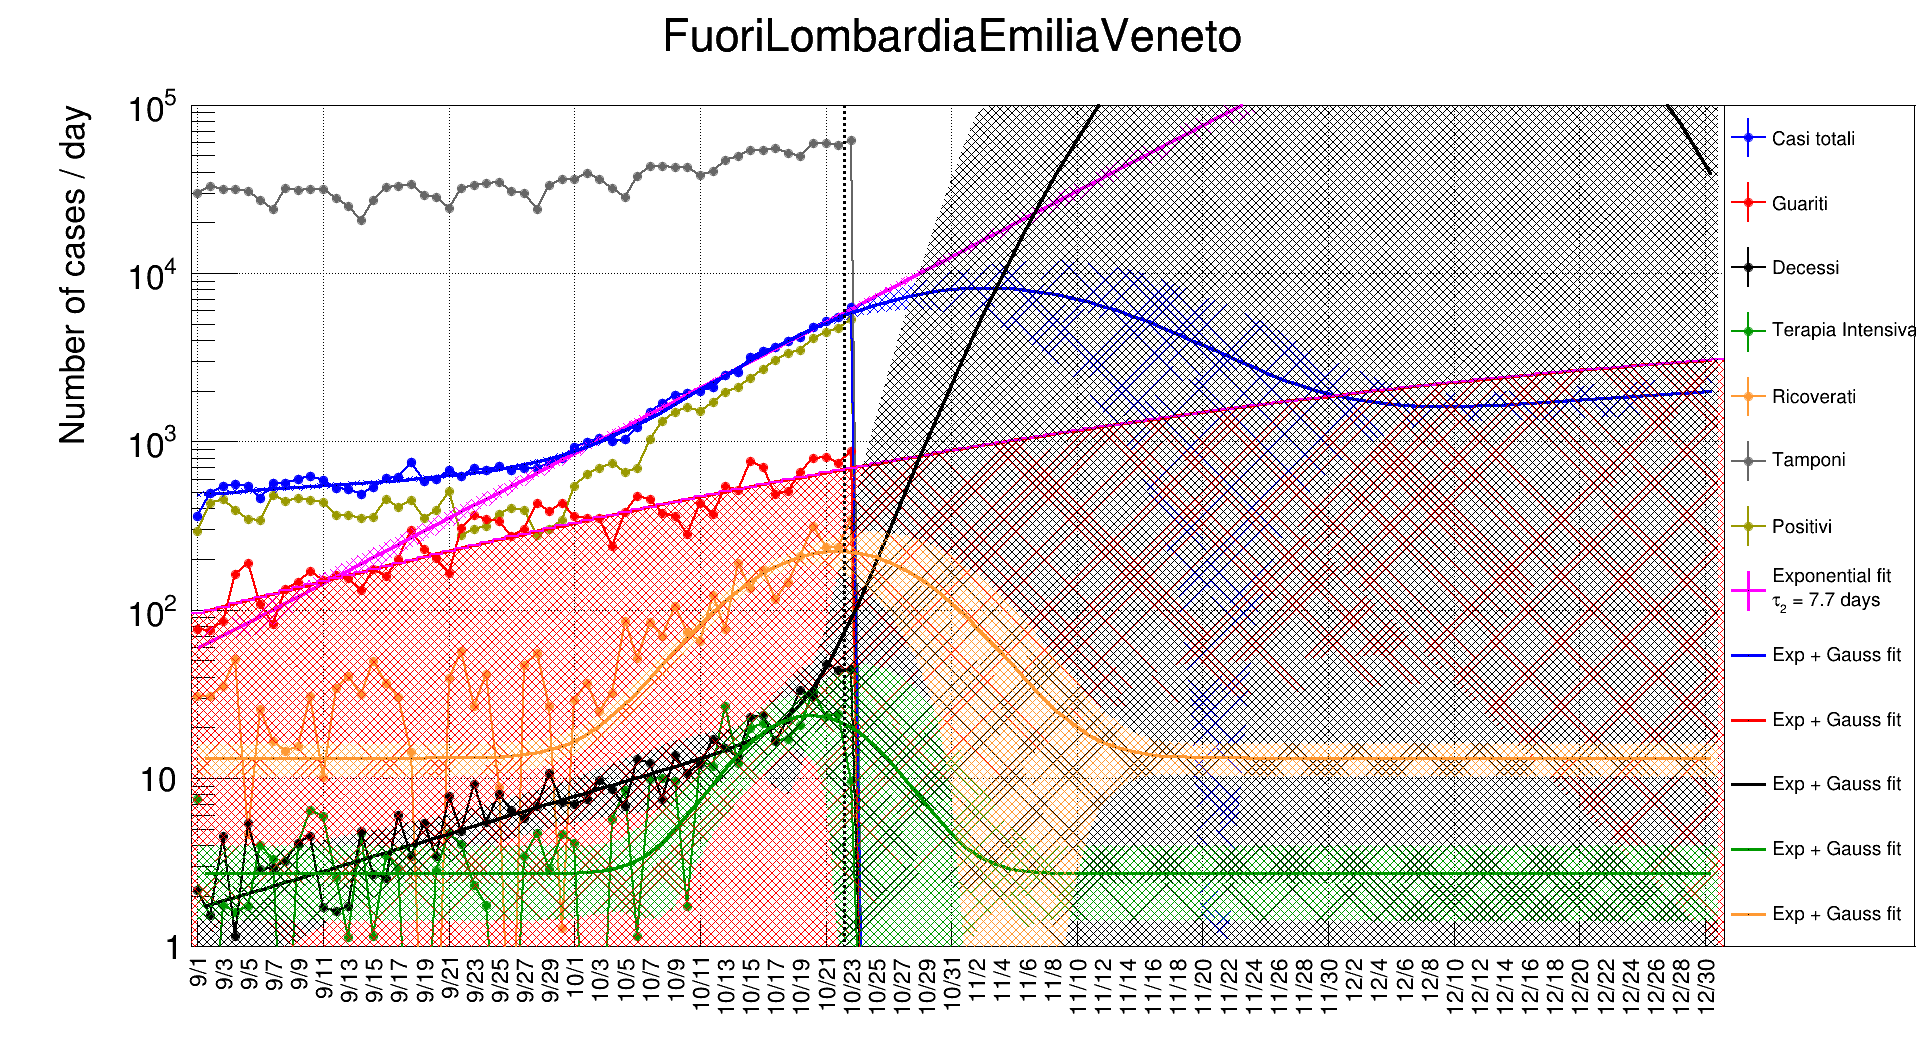 FuoriLombardiaEmiliaVeneto
Number of cases / day
10^5
10^4
10^3
10^2
10
1
9/1 9/3 9/5 9/7 9/9 9/11 9/13 9/15 9/17 9/19 9/21 9/23 9/25 9/27 9/29 10/1 10/3 10/5 10/7 10/9 10/11 10/13 10/15 10/17 10/19 10/21 10/23 10/25 10/27 10/29 10/31 11/2 11/4 11/6 11/8 11/10 11/12 11/14 11/16 11/18 11/20 11/22 11/24 11/26 11/28 11/30 12/2 12/4 12/6 12/8 12/10 12/12 12/14 12/16 12/18 12/20 12/22 12/24 12/26 12/28 12/30
Casi totali
Guariti
Decessi
Terapia Intensiva
Ricoverati
Tamponi
Positivi
Exponential fit
τ2 = 7.7 days
Exp + Gauss fit
Exp + Gauss fit
Exp + Gauss fit
Exp + Gauss fit
Exp + Gauss fit